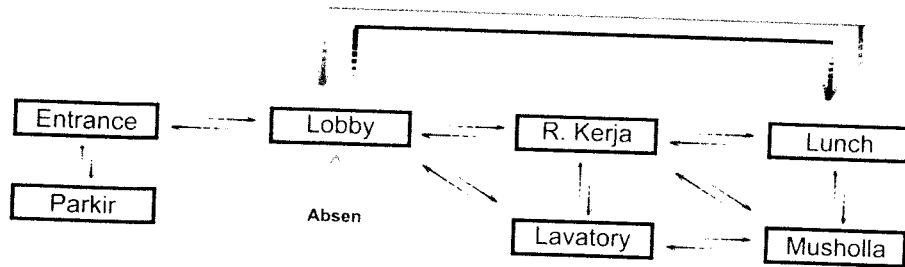 Entrance
Lobby
R. Kerja
Lunch
Parkir
Absen
Lavatory
Musholla